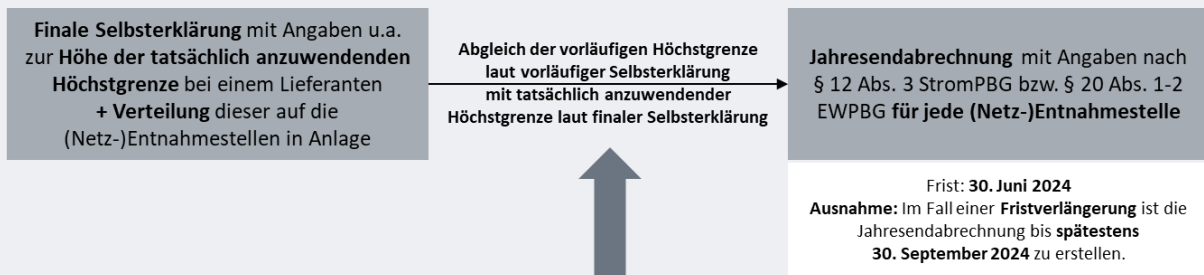 Finale Selbsterklärung mit Angaben u.a.
zur Höhe der tatsächlich anzuwendenden
Höchstgrenze bei einem Lieferanten
+ Verteilung dieser auf die
(Netz-)Entnahmestellen in Anlage
Abgleich der vorläufigen Höchstgrenze
laut vorläufiger Selbsterklärung
mit tatsächlich anzuwendender
Höchstgrenze laut finaler Selbsterklärung
Jahresendabrechnung mit Angaben nach
§ 12 Abs. 3 StromPBG bzw. § 20 Abs. 1-2
EWPBG für jede (Netz-)Entnahmestelle
Frist: 30. Juni 2024
Ausnahme: Im Fall einer Fristverlängerung ist die
Jahresendabrechnung bis spätestens
30. September 2024 zu erstellen.